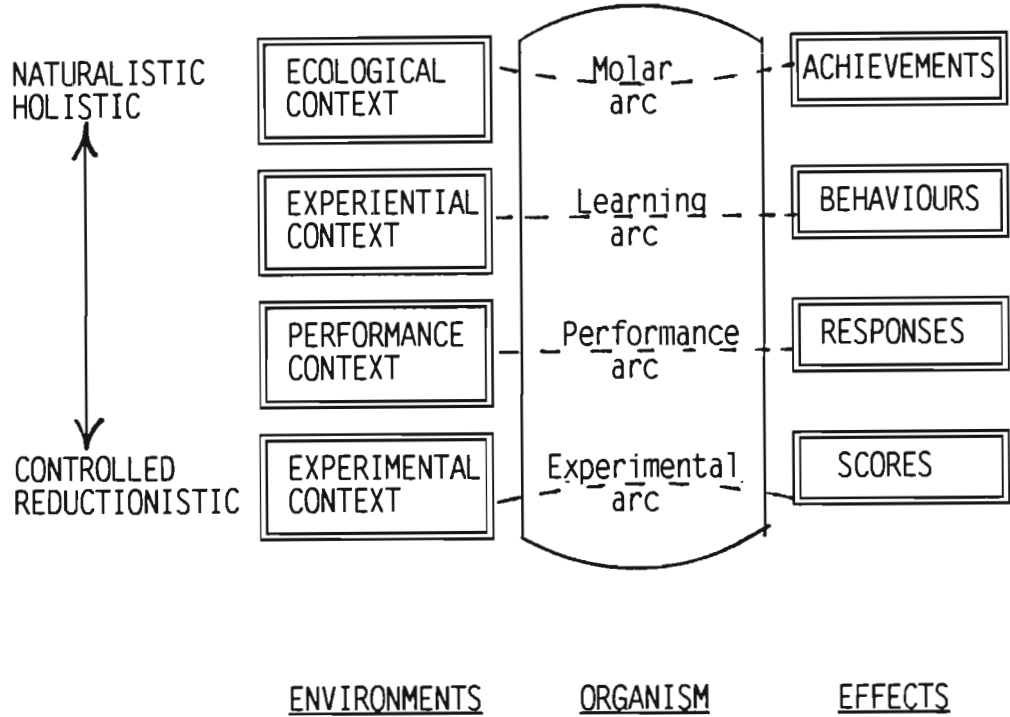 NATURALISTIC
HOLISTIC
ECOLOGICAL
CONTEXT
Molar
arc
ACHIEVEMENTS
EXPERIENTIAL
CONTEXT
Learning
arc
BEHAVIOURS
PERFORMANCE
CONTEXT
Performance
arc
RESPONSES
CONTROLLED
REDUCTIONISTIC
EXPERIMENTAL
CONTEXT
Experimental
arc
SCORES
ENVIRONMENTS
ORGANISM
EFFECTS